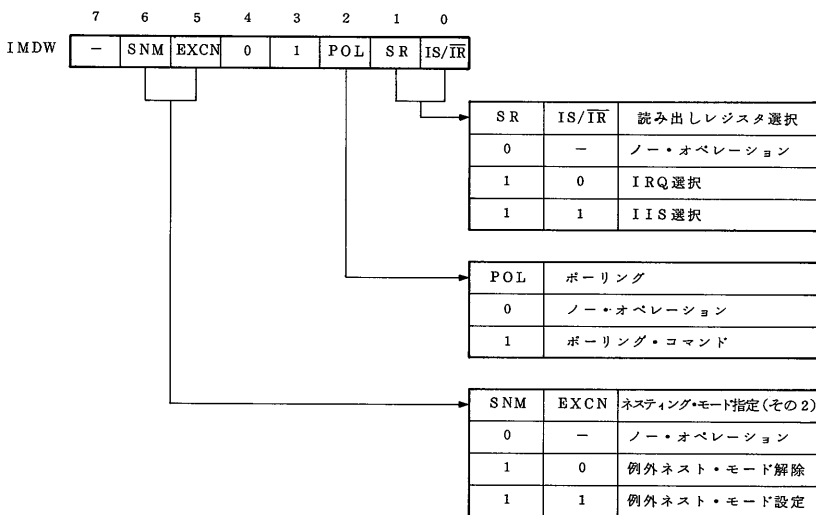 7 6 5 4 3 2 1 0
IMDW － SNM EXCN 0 1 POL SR IS/I̅R̅
SR IS/I̅R̅ 読み出しレジスタ選択
0 － ノー・オペレーション
1 0 IRQ選択
1 1 IIS選択
POL ポーリング
0 ノー・オペレーション
1 ポーリング・コマンド
SNM EXCN ネスティング・モード指定(その2)
0 － ノー・オペレーション
1 0 例外ネスト・モード解除
1 1 例外ネスト・モード設定